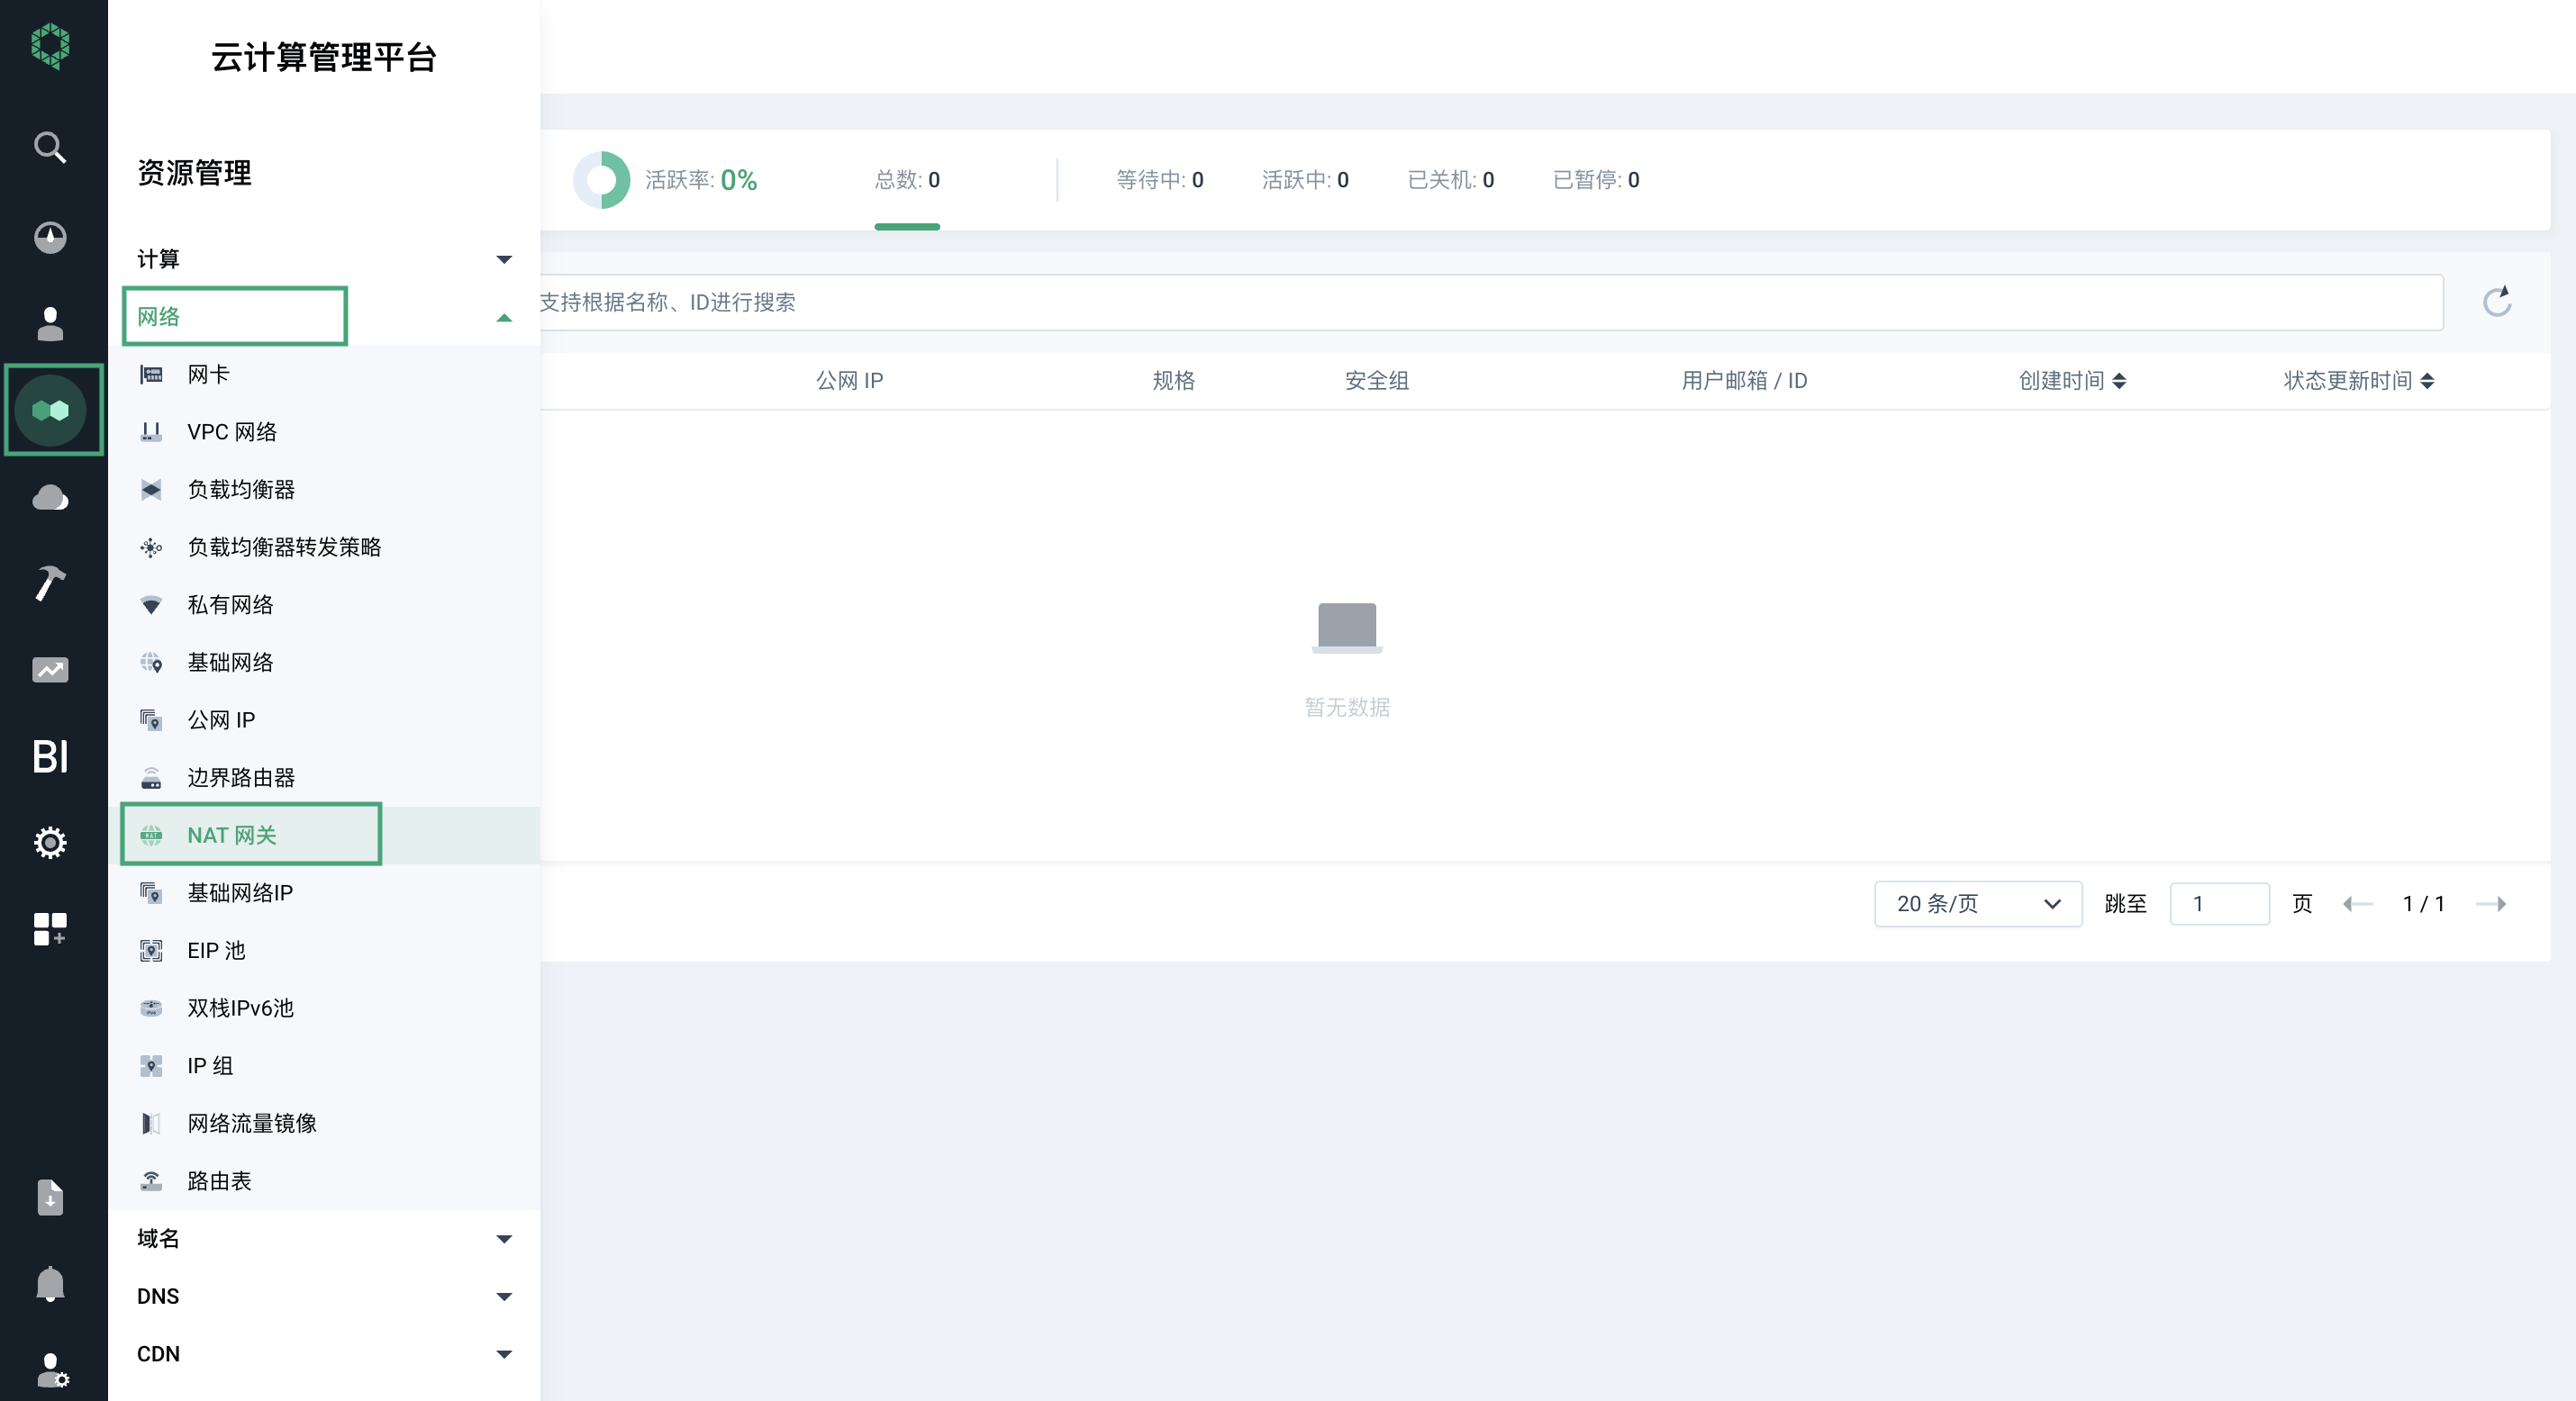 云计算管理平台
资源管理
计算
网络
网卡
VPC 网络
负载均衡器
负载均衡器转发策略
私有网络
基础网络
公网 IP
边界路由器
NAT 网关
基础网络IP
EIP 池
双栈IPv6池
IP 组
网络流量镜像
路由表
域名
DNS
CDN
BI
活跃率: 0% 总数: 0 等待中: 0 活跃中: 0 已关机: 0 已暂停: 0
支持根据名称、ID进行搜索
公网 IP 规格 安全组 用户邮箱 / ID 创建时间 状态更新时间
暂无数据
20 条/页 跳至 1 页 1 / 1